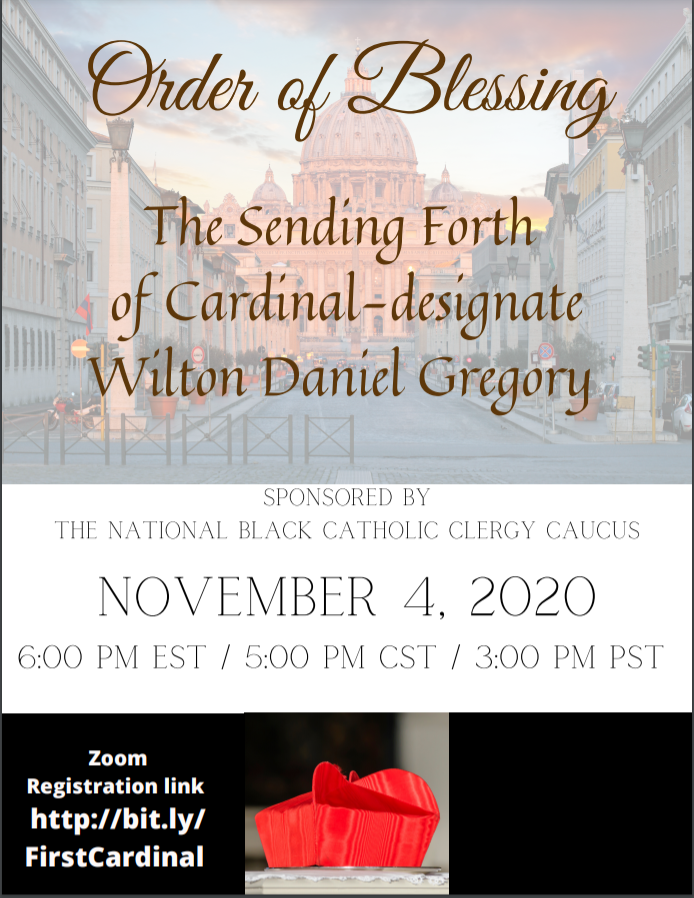 Order of Blessing
The Sending Forth
of Cardinal-designate
Wilton Daniel Gregory
SPONSORED BY
THE NATIONAL BLACK CATHOLIC CLERGY CAUCUS
NOVEMBER 4, 2020
6:00 PM EST / 5:00 PM CST / 3:00 PM PST
Zoom
Registration link
http://bit.ly/
FirstCardinal